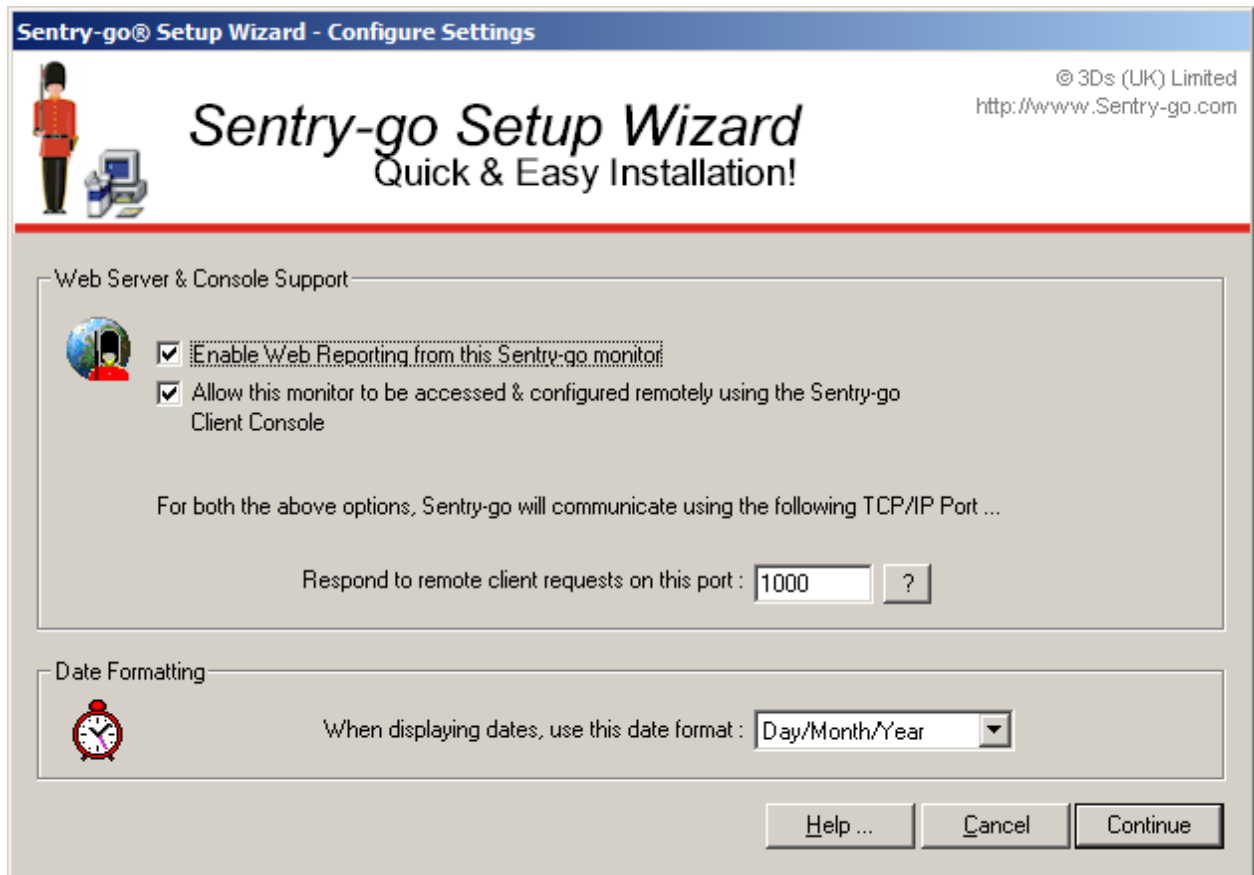 Sentry-go® Setup Wizard - Configure Settings
© 3Ds (UK) Limited
http://www.Sentry-go.com
Sentry-go Setup Wizard
Quick & Easy Installation!
Web Server & Console Support
Enable Web Reporting from this Sentry-go monitor
Allow this monitor to be accessed & configured remotely using the Sentry-go
Client Console
For both the above options, Sentry-go will communicate using the following TCP/IP Port ...
Respond to remote client requests on this port : 1000 ?
Date Formatting
When displaying dates, use this date format : Day/Month/Year
Help ... Cancel Continue